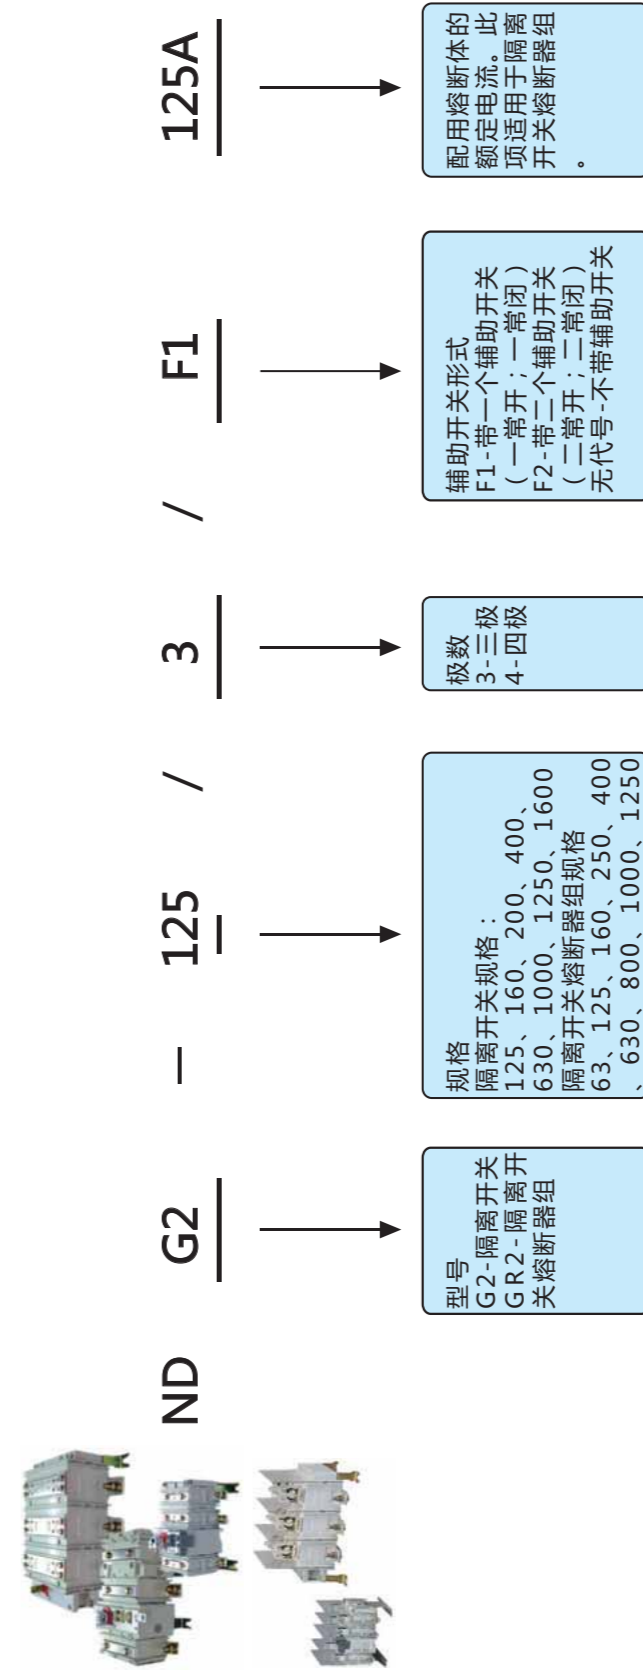 ND G2 — 125 / 3 / F1 125A
型号
G2-隔离开关
GR2-隔离开
关熔断器组
规格
隔离开关规格：
125、160、200、400、
630、1000、1250、1600
隔离开关熔断器组规格
63、125、160、250、400
、630、800、1000、1250
极数
3-三极
4-四极
辅助开关形式
F1-带一个辅助开关
（一常开；一常闭）
F2-带二个辅助开关
（二常开；二常闭）
无代号-不带辅助开关
配用熔断体的
额定电流。此
项适用于隔离
开关熔断器组
。